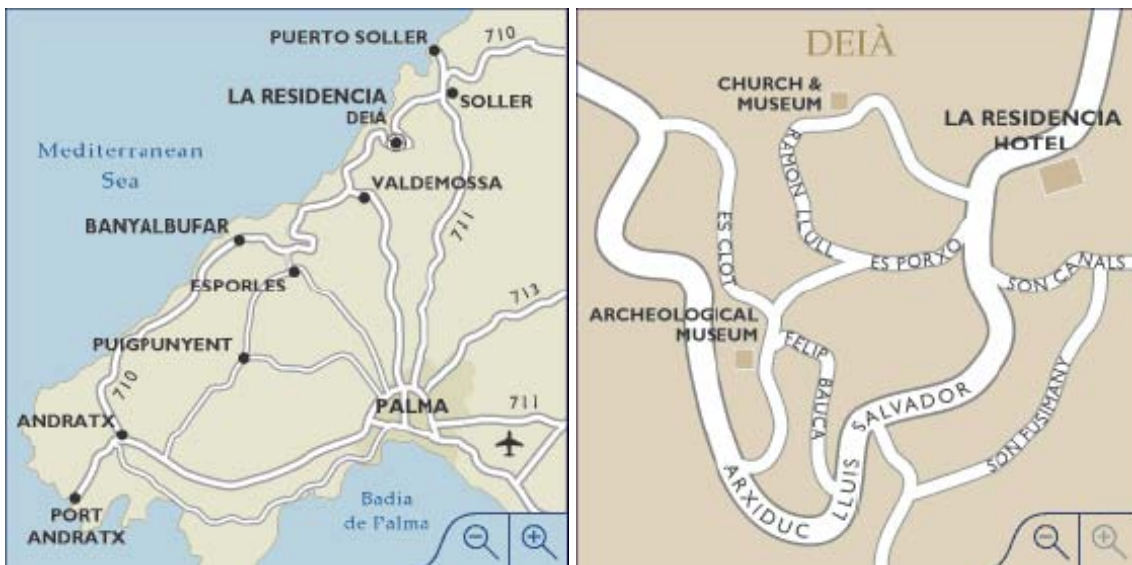 PUERTO SOLLER
710
LA RESIDENCIA
DEIÁ
SOLLER
Mediterranean
Sea
VALDEMOSSA
BANYALBUFAR
711
ESPORLES
713
PUIGPUNYENT
710
PALMA
711
ANDRATX
PORT
ANDRATX
Badia
de Palma
DEIÀ
CHURCH &
MUSEUM
LA RESIDENCIA
HOTEL
RAMON LLULL
ES CLOT
ES PORXO
SON CANALS
ARCHEOLOGICAL
MUSEUM
FELIP
BAUCA
SON FUSIMANY
ARXIDUC LLUIS SALVADOR